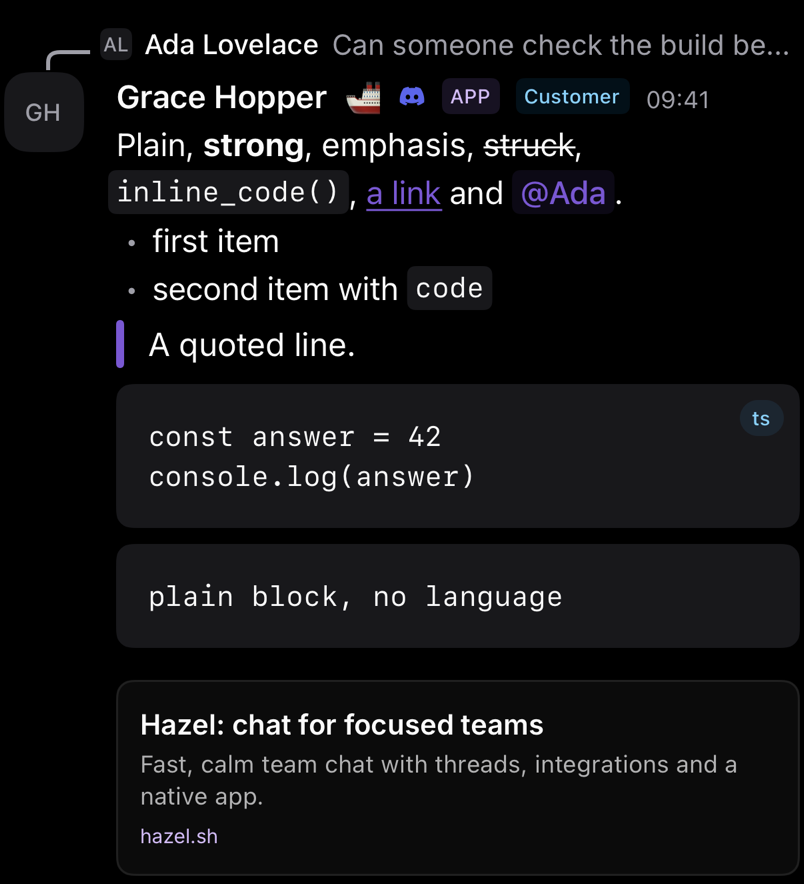 AL Ada Lovelace Can someone check the build be...
GH
Grace Hopper 🚢 APP Customer 09:41
Plain, strong, emphasis, struck,
inline_code(), a link and @Ada.
• first item
• second item with code
A quoted line.
ts
const answer = 42
console.log(answer)
plain block, no language
Hazel: chat for focused teams
Fast, calm team chat with threads, integrations and a
native app.
hazel.sh